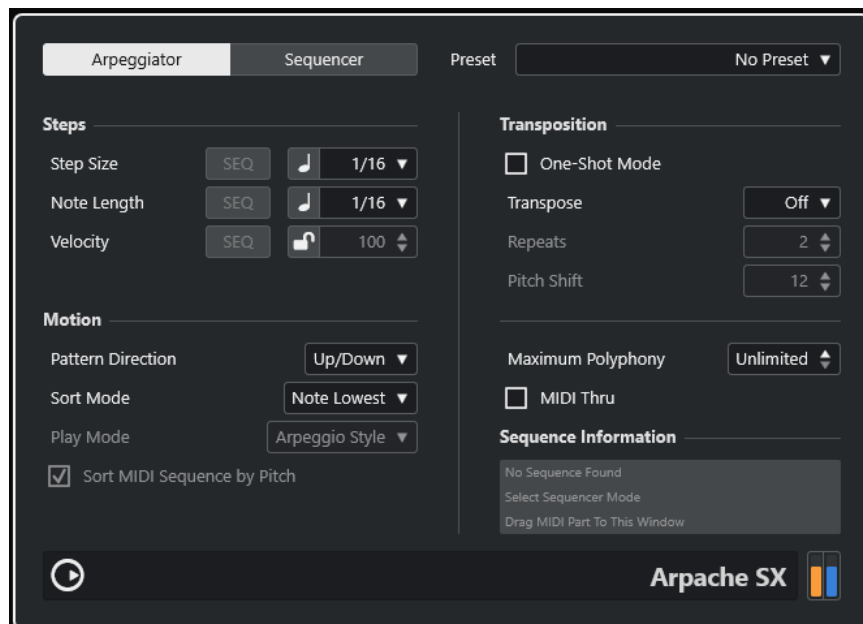 Arpeggiator Sequencer Preset No Preset
Steps
Step Size SEQ 1/16
Note Length SEQ 1/16
Velocity SEQ 100
Motion
Pattern Direction Up/Down
Sort Mode Note Lowest
Play Mode Arpeggio Style
Sort MIDI Sequence by Pitch
Transposition
One-Shot Mode
Transpose Off
Repeats 2
Pitch Shift 12
Maximum Polyphony Unlimited
MIDI Thru
Sequence Information
No Sequence Found
Select Sequencer Mode
Drag MIDI Part To This Window
Arpache SX